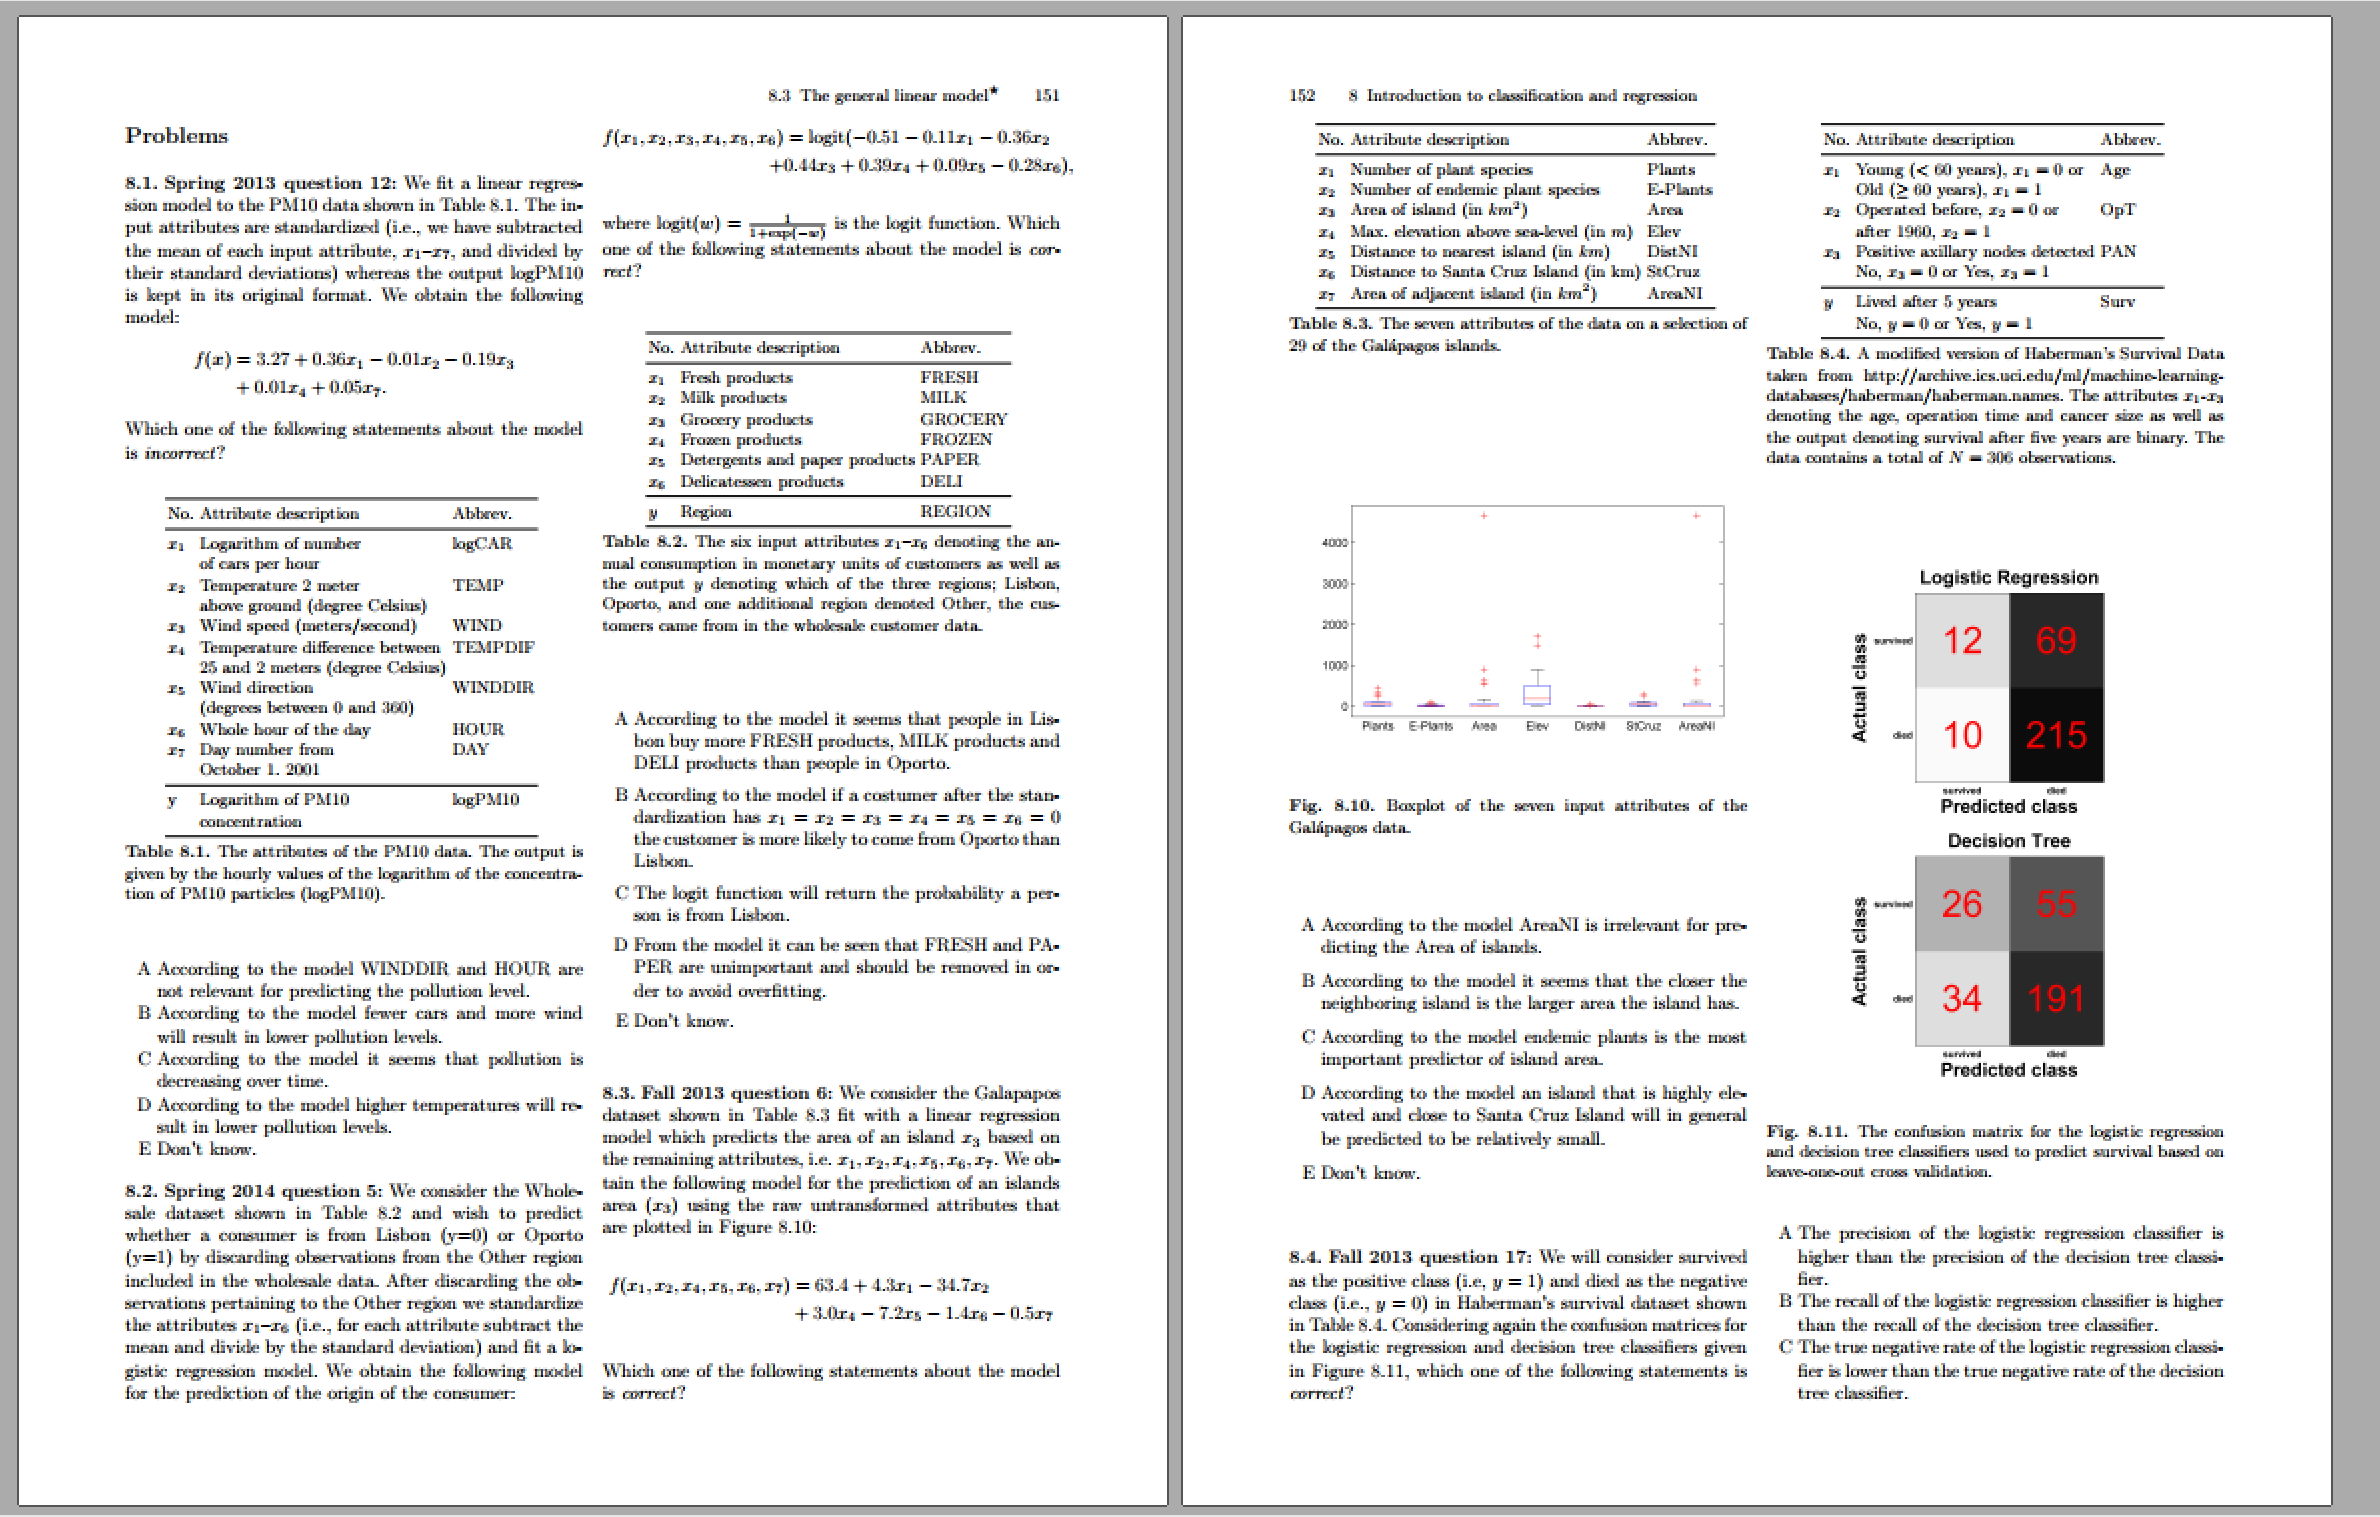 8.3 The general linear model★ 151
Problems
8.1. Spring 2013 question 12: We fit a linear regres-
sion model to the PM10 data shown in Table 8.1. The in-
put attributes are standardized (i.e., we have subtracted
the mean of each input attribute, x1–x7, and divided by
their standard deviations) whereas the output logPM10
is kept in its original format. We obtain the following
model:
f(x) = 3.27 + 0.36x1 − 0.01x2 − 0.19x3
+ 0.01x4 + 0.05x7.
Which one of the following statements about the model
is incorrect?
No. Attribute description Abbrev.
x1 Logarithm of number logCAR
of cars per hour
x2 Temperature 2 meter TEMP
above ground (degree Celsius)
x3 Wind speed (meters/second) WIND
x4 Temperature difference between TEMPDIF
25 and 2 meters (degree Celsius)
x5 Wind direction WINDDIR
(degrees between 0 and 360)
x6 Whole hour of the day HOUR
x7 Day number from DAY
October 1. 2001
y Logarithm of PM10 logPM10
concentration
Table 8.1. The attributes of the PM10 data. The output is
given by the hourly values of the logarithm of the concentra-
tion of PM10 particles (logPM10).
A According to the model WINDDIR and HOUR are
not relevant for predicting the pollution level.
B According to the model fewer cars and more wind
will result in lower pollution levels.
C According to the model it seems that pollution is
decreasing over time.
D According to the model higher temperatures will re-
sult in lower pollution levels.
E Don't know.
8.2. Spring 2014 question 5: We consider the Whole-
sale dataset shown in Table 8.2 and wish to predict
whether a consumer is from Lisbon (y=0) or Oporto
(y=1) by discarding observations from the Other region
included in the wholesale data. After discarding the ob-
servations pertaining to the Other region we standardize
the attributes x1–x6 (i.e., for each attribute subtract the
mean and divide by the standard deviation) and fit a lo-
gistic regression model. We obtain the following model
for the prediction of the origin of the consumer:
f(x1, x2, x3, x4, x5, x6) = logit(−0.51 − 0.11x1 − 0.36x2
+0.44x3 + 0.39x4 + 0.09x5 − 0.28x6),
where logit(w) = 1/(1+exp(−w)) is the logit function. Which
one of the following statements about the model is cor-
rect?
No. Attribute description Abbrev.
x1 Fresh products FRESH
x2 Milk products MILK
x3 Grocery products GROCERY
x4 Frozen products FROZEN
x5 Detergents and paper products PAPER
x6 Delicatessen products DELI
y Region REGION
Table 8.2. The six input attributes x1–x6 denoting the an-
nual consumption in monetary units of customers as well as
the output y denoting which of the three regions; Lisbon,
Oporto, and one additional region denoted Other, the cus-
tomers came from in the wholesale customer data.
A According to the model it seems that people in Lis-
bon buy more FRESH products, MILK products and
DELI products than people in Oporto.
B According to the model if a costumer after the stan-
dardization has x1 = x2 = x3 = x4 = x5 = x6 = 0
the customer is more likely to come from Oporto than
Lisbon.
C The logit function will return the probability a per-
son is from Lisbon.
D From the model it can be seen that FRESH and PA-
PER are unimportant and should be removed in or-
der to avoid overfitting.
E Don't know.
8.3. Fall 2013 question 6: We consider the Galapapos
dataset shown in Table 8.3 fit with a linear regression
model which predicts the area of an island x3 based on
the remaining attributes, i.e. x1, x2, x4, x5, x6, x7. We ob-
tain the following model for the prediction of an islands
area (x3) using the raw untransformed attributes that
are plotted in Figure 8.10:
f(x1, x2, x4, x5, x6, x7) = 63.4 + 4.3x1 − 34.7x2
+ 3.0x4 − 7.2x5 − 1.4x6 − 0.5x7
Which one of the following statements about the model
is correct?
152 8 Introduction to classification and regression
No. Attribute description Abbrev.
x1 Number of plant species Plants
x2 Number of endemic plant species E-Plants
x3 Area of island (in km²) Area
x4 Max. elevation above sea-level (in m) Elev
x5 Distance to nearest island (in km) DistNI
x6 Distance to Santa Cruz Island (in km) StCruz
x7 Area of adjacent island (in km²) AreaNI
Table 8.3. The seven attributes of the data on a selection of
29 of the Galápagos islands.
4000
3000
2000
1000
0
Plants E-Plants Area Elev DistNI StCruz AreaNI
Fig. 8.10. Boxplot of the seven input attributes of the
Galápagos data.
A According to the model AreaNI is irrelevant for pre-
dicting the Area of islands.
B According to the model it seems that the closer the
neighboring island is the larger area the island has.
C According to the model endemic plants is the most
important predictor of island area.
D According to the model an island that is highly ele-
vated and close to Santa Cruz Island will in general
be predicted to be relatively small.
E Don't know.
8.4. Fall 2013 question 17: We will consider survived
as the positive class (i.e, y = 1) and died as the negative
class (i.e., y = 0) in Haberman's survival dataset shown
in Table 8.4. Considering again the confusion matrices for
the logistic regression and decision tree classifiers given
in Figure 8.11, which one of the following statements is
correct?
No. Attribute description Abbrev.
x1 Young (< 60 years), x1 = 0 or Age
Old (≥ 60 years), x1 = 1
x2 Operated before, x2 = 0 or OpT
after 1960, x2 = 1
x3 Positive axillary nodes detected PAN
No, x3 = 0 or Yes, x3 = 1
y Lived after 5 years Surv
No, y = 0 or Yes, y = 1
Table 8.4. A modified version of Haberman's Survival Data
taken from http://archive.ics.uci.edu/ml/machine-learning-
databases/haberman/haberman.names. The attributes x1-x3
denoting the age, operation time and cancer size as well as
the output denoting survival after five years are binary. The
data contains a total of N = 306 observations.
Logistic Regression
Actual class
survived 12 69
died 10 215
survived died
Predicted class
Decision Tree
Actual class
survived 26 55
died 34 191
survived died
Predicted class
Fig. 8.11. The confusion matrix for the logistic regression
and decision tree classifiers used to predict survival based on
leave-one-out cross validation.
A The precision of the logistic regression classifier is
higher than the precision of the decision tree classi-
fier.
B The recall of the logistic regression classifier is higher
than the recall of the decision tree classifier.
C The true negative rate of the logistic regression classi-
fier is lower than the true negative rate of the decision
tree classifier.